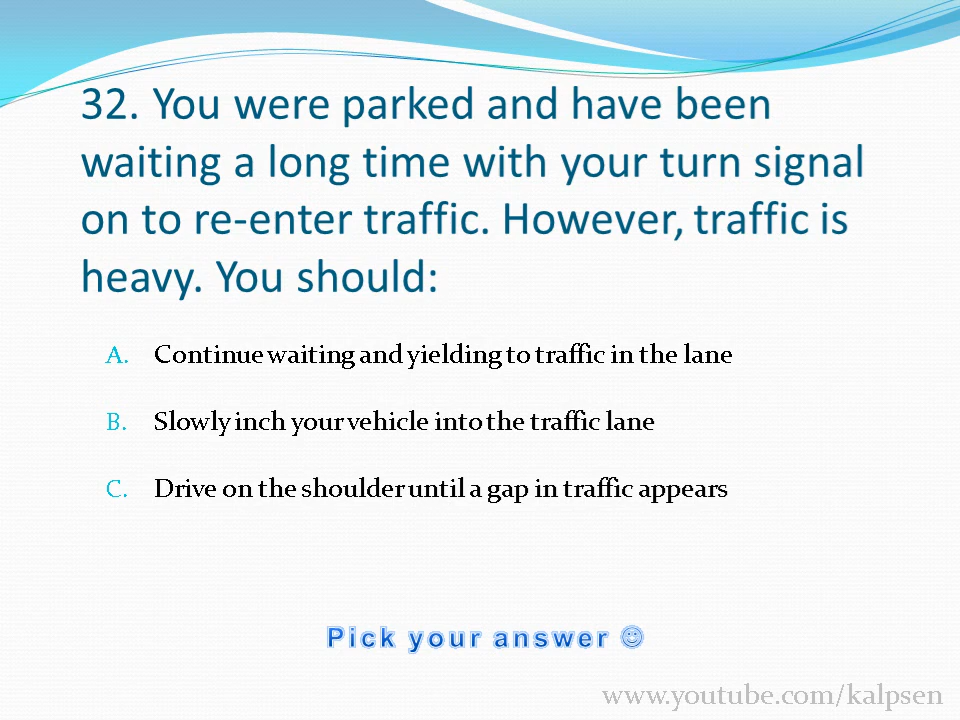 32. You were parked and have been
waiting a long time with your turn signal
on to re-enter traffic. However, traffic is
heavy. You should:
A. Continue waiting and yielding to traffic in the lane
B. Slowly inch your vehicle into the traffic lane
C. Drive on the shoulder until a gap in traffic appears
Pick your answer ☺
www.youtube.com/kalpsen